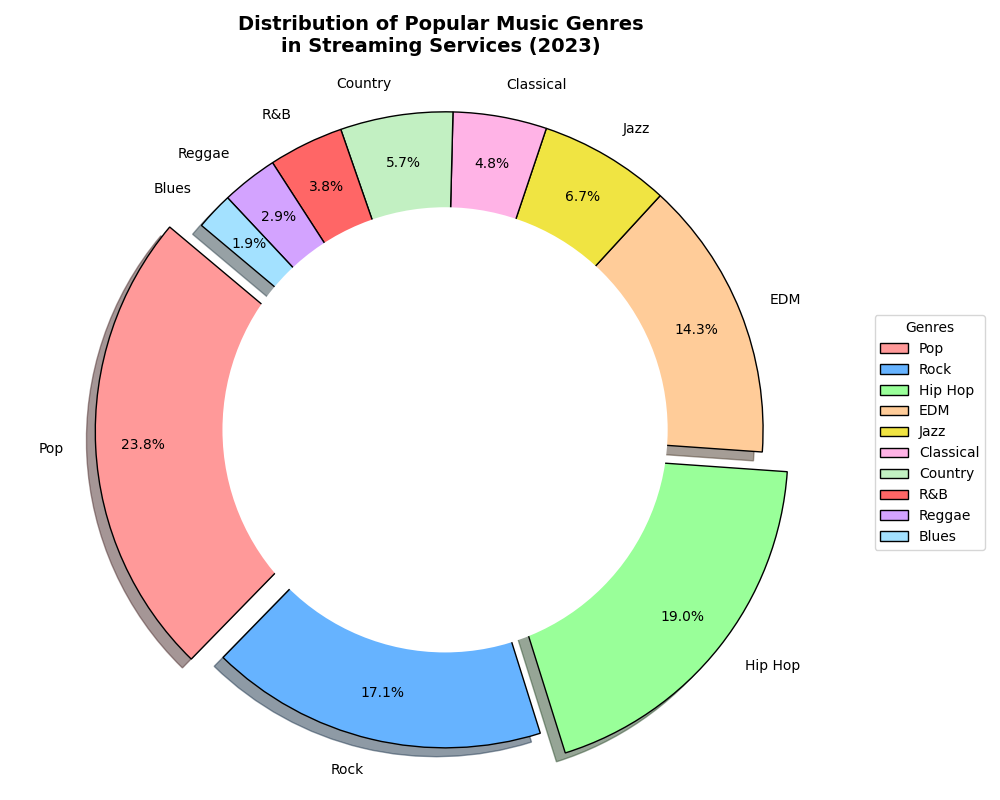 Distribution of Popular Music Genres
in Streaming Services (2023)
Country
Classical
R&B
Jazz
Reggae
Blues
5.7%
4.8%
3.8%
6.7%
2.9%
1.9%
EDM
14.3%
Pop
23.8%
Hip Hop
19.0%
17.1%
Rock
Genres
Pop
Rock
Hip Hop
EDM
Jazz
Classical
Country
R&B
Reggae
Blues